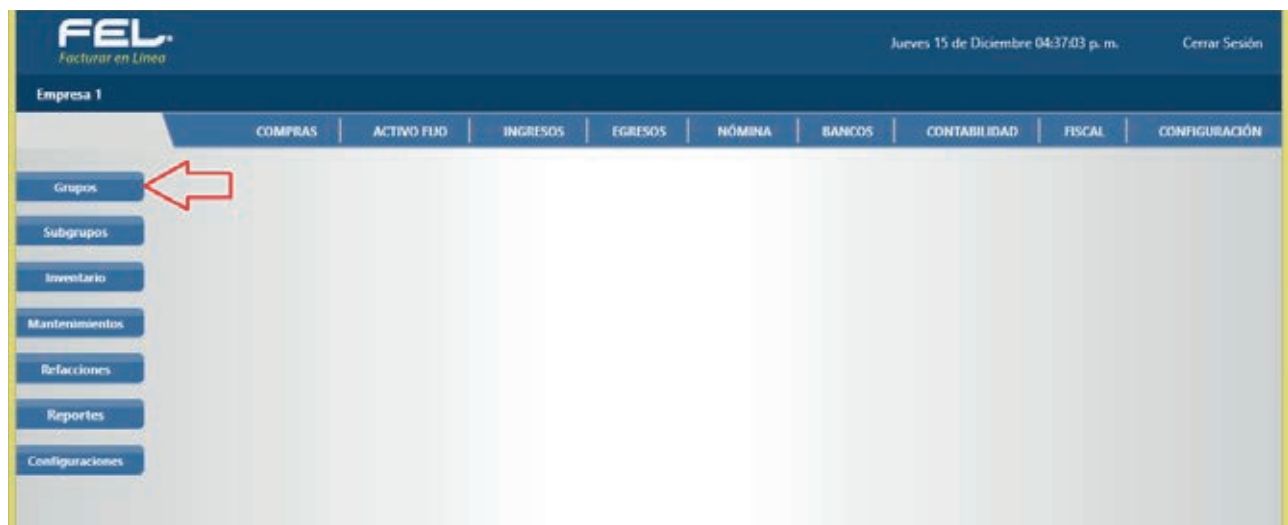 FEL
Facturar en Línea
Jueves 15 de Diciembre 04:37:03 p. m.
Cerrar Sesión
Empresa 1
COMPRAS
ACTIVO FIJO
INGRESOS
EGRESOS
NÓMINA
BANCOS
CONTABILIDAD
FISCAL
CONFIGURACIÓN
Grupos
Subgrupos
Inventario
Mantenimientos
Refacciones
Reportes
Configuraciones